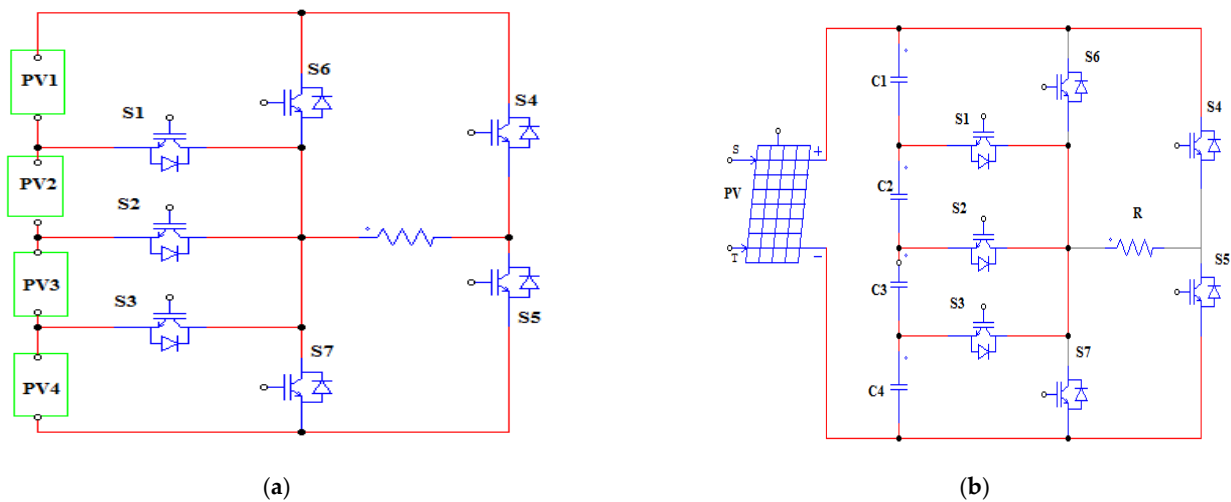 PV1
S6
S1
S4
PV2
S2
PV3
S3
S5
S7
PV4
(a)
S6
C1
S1
S4
S
+
PV
C2
S2
R
T
−
S5
C3
S3
S7
C4
(b)